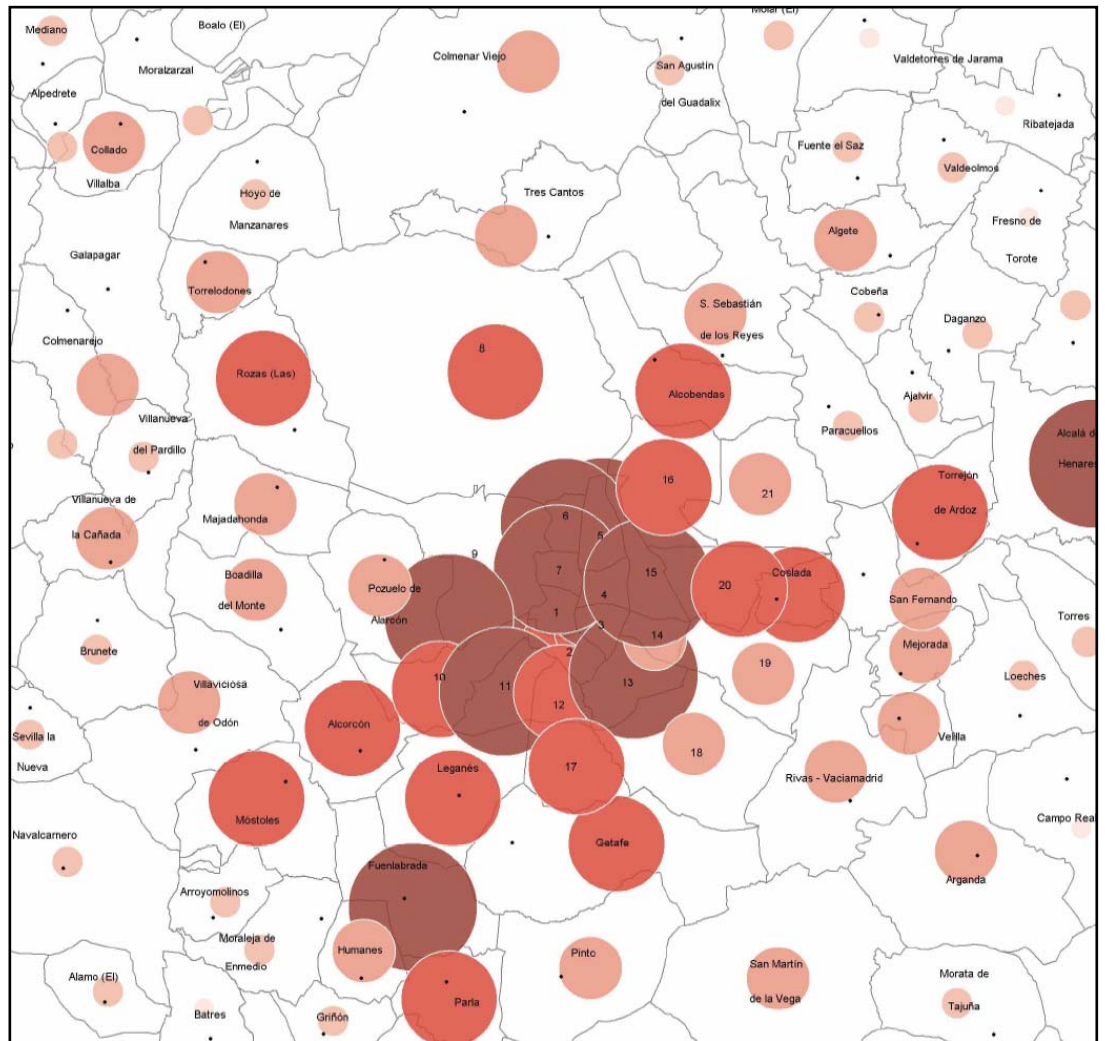 Mediano
Boalo (El)
Molar (El)
Colmenar Viejo
Valdetorres de Jarama
Moralzarzal
San Agustin
del Guadalix
Alpedrete
Ribatejada
Collado
Villalba
Fuente el Saz
Valdeolmos
Hoyo de
Manzanares
Tres Cantos
Fresno de
Torote
Algete
Galapagar
Torrelodones
Cobeña
S. Sebastián
de los Reyes
Daganzo
Colmenarejo
8
Rozas (Las)
Alcobendas
Ajalvir
Villanueva
del Pardillo
Paracuellos
Alcalá de
Henares
16
Torrejón
de Ardoz
21
Villanueva de
la Cañada
Majadahonda
6
5
9
7
15
Coslada
Boadilla
del Monte
Pozuelo de
Alarcón
20
4
San Fernando
1
3
Torres
14
Mejorada
Brunete
2
19
Loeches
10
11
13
Villaviciosa
de Odón
12
Alcorcón
Velilla
Sevilla la
Nueva
18
Leganés
17
Rivas - Vaciamadrid
Móstoles
Campo Rea
Navalcarnero
Getafe
Fuenlabrada
Arganda
Arroyomolinos
Moraleja de
Enmedio
Humanes
Pinto
San Martín
de la Vega
Alamo (El)
Morata de
Tajuña
Parla
Batres
Griñón